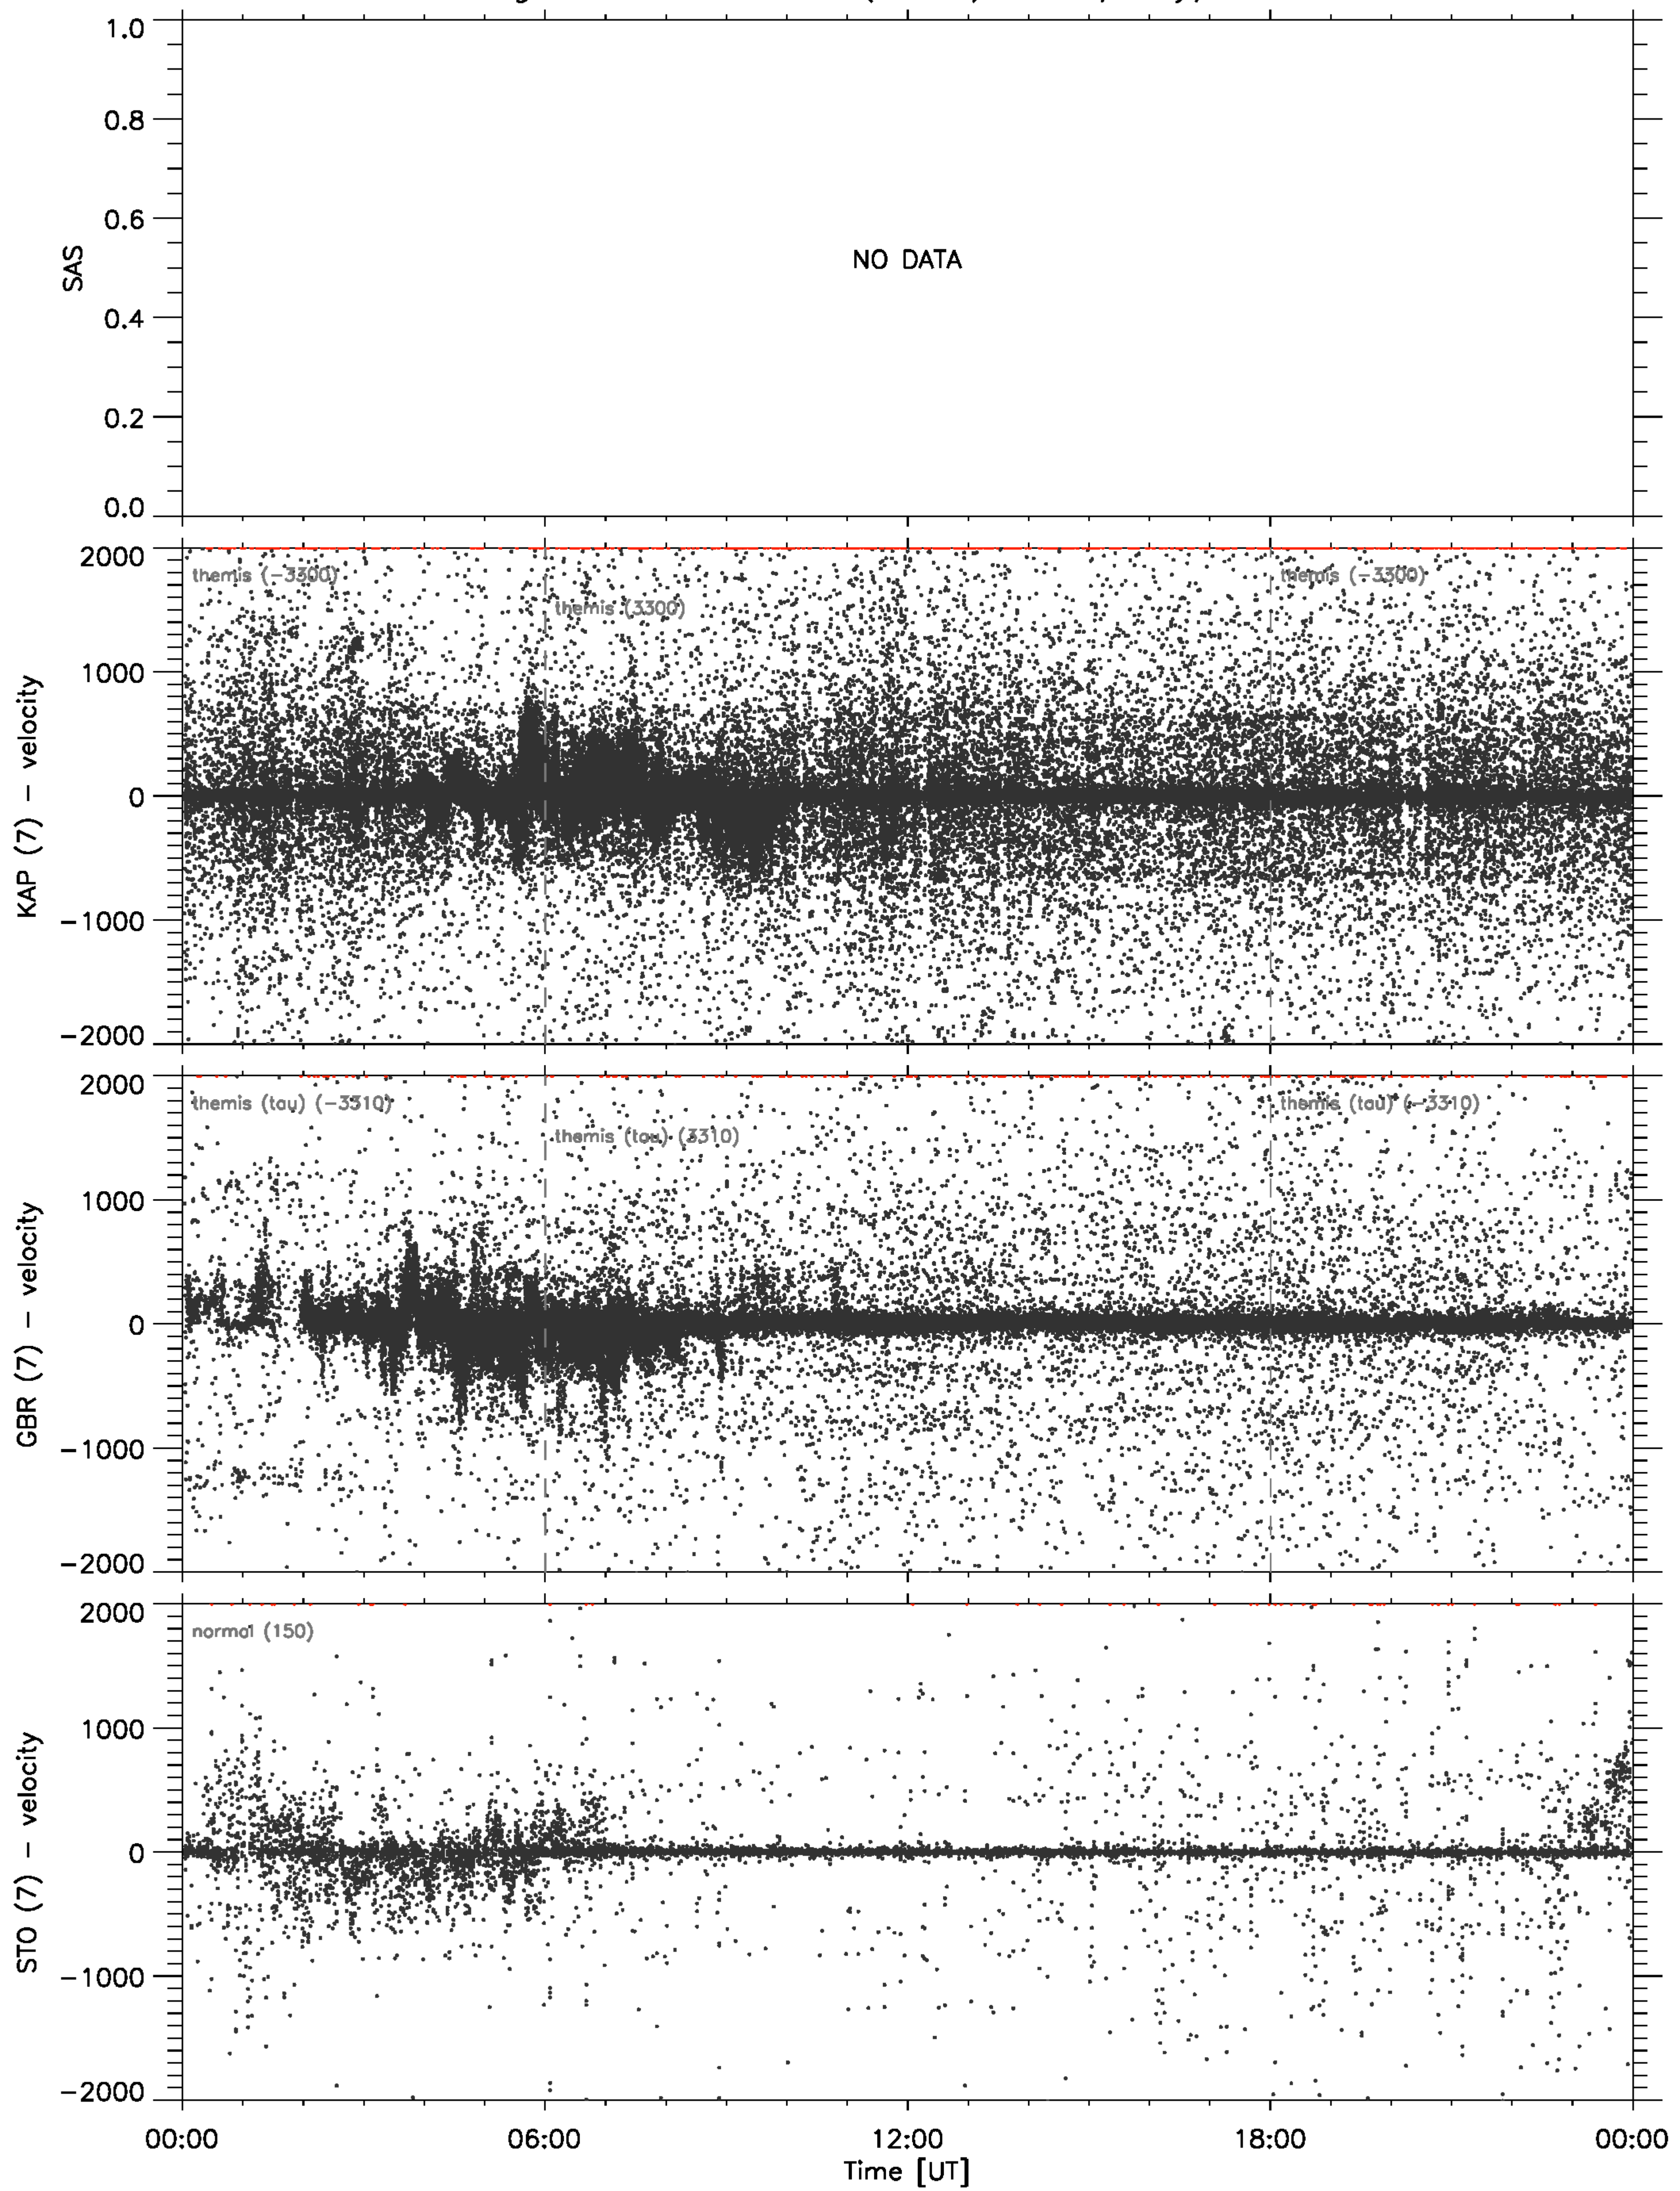 1.0
0.8
0.6
0.4
0.2
0.0
SAS
NO DATA
2000
1000
0
-1000
-2000
KAP (7) - velocity
themis (-3300)
themis (3300)
themis (-3300)
2000
1000
0
-1000
-2000
GBR (7) - velocity
themis (tau) (-3310)
themis (tau) (3310)
themis (tau) (-3310)
2000
1000
0
-1000
-2000
STO (7) - velocity
normal (150)
00:00 06:00 12:00 18:00 00:00
Time [UT]